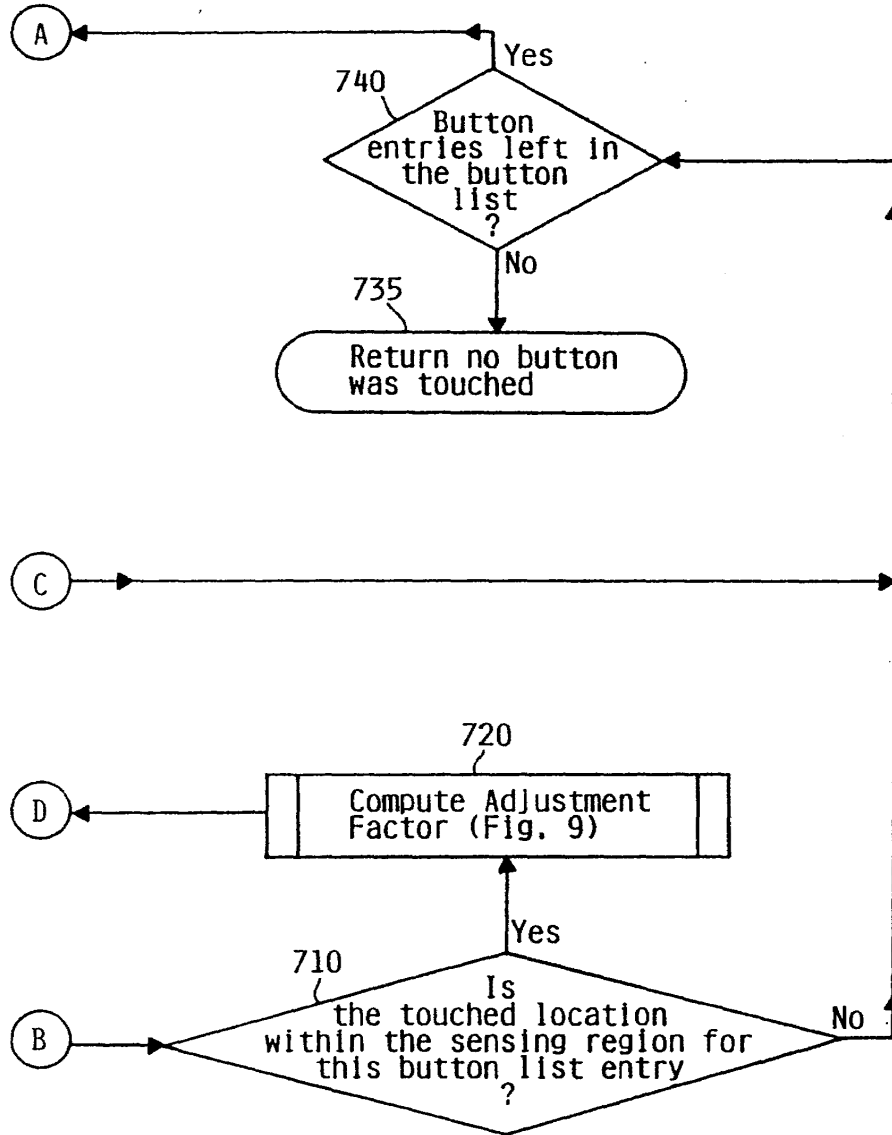 A
Yes
740
Button
entries left in
the button
list
?
No
735
Return no button
was touched
C
720
D
Compute Adjustment
Factor (Fig. 9)
Yes
710
Is
the touched location
within the sensing region for
this button list entry
?
No
B